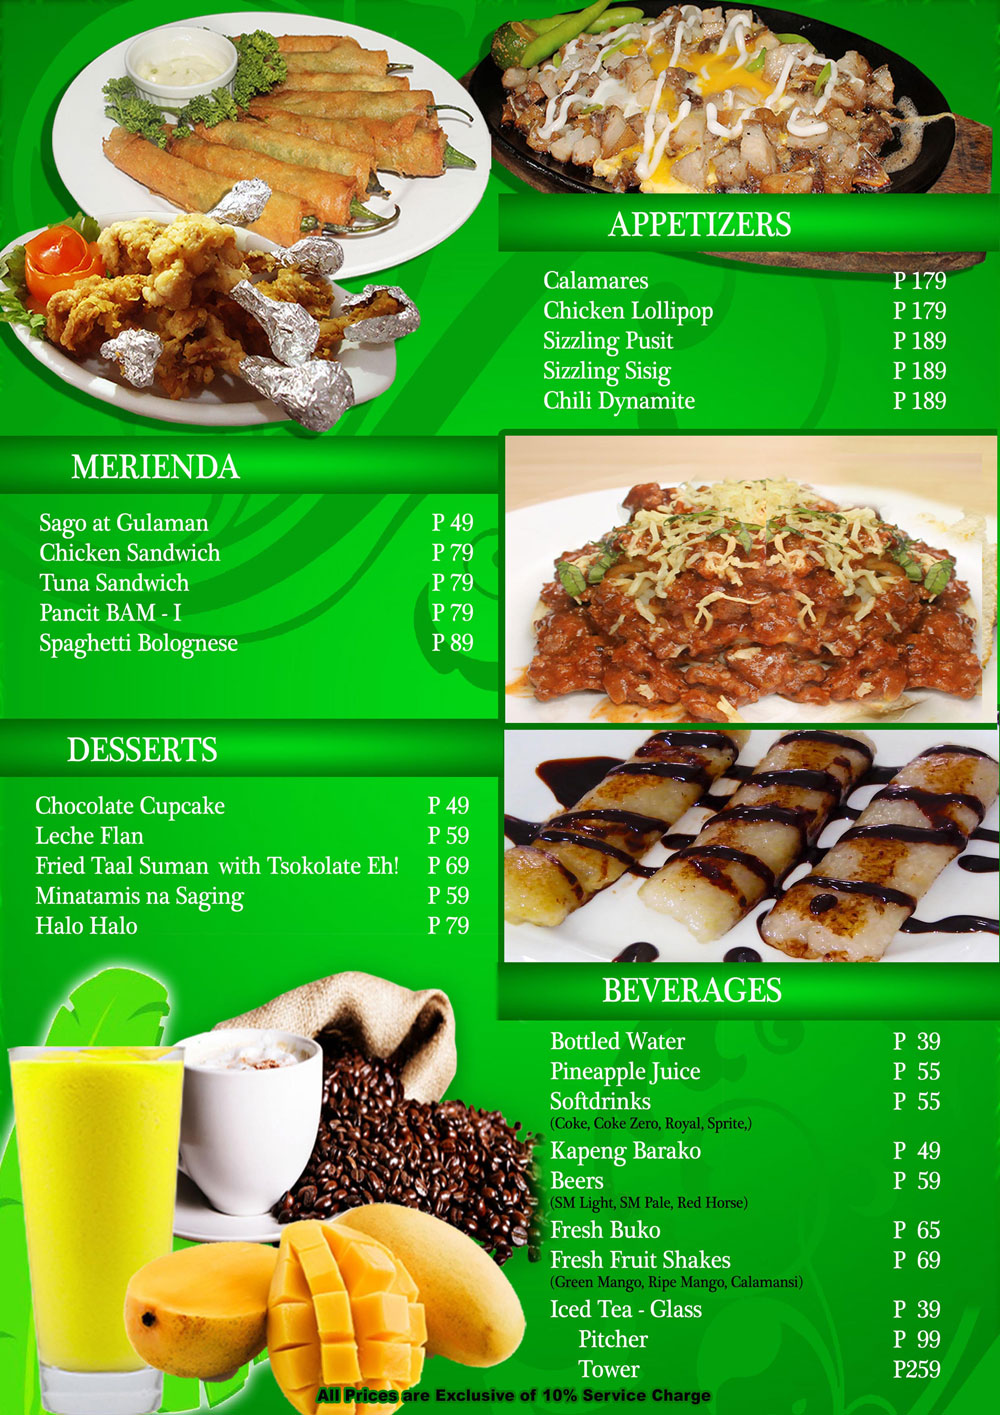 APPETIZERS
Calamares P 179
Chicken Lollipop P 179
Sizzling Pusit P 189
Sizzling Sisig P 189
Chili Dynamite P 189
MERIENDA
Sago at Gulaman P 49
Chicken Sandwich P 79
Tuna Sandwich P 79
Pancit BAM - I P 79
Spaghetti Bolognese P 89
DESSERTS
Chocolate Cupcake P 49
Leche Flan P 59
Fried Taal Suman with Tsokolate Eh! P 69
Minatamis na Saging P 59
Halo Halo P 79
BEVERAGES
Bottled Water P 39
Pineapple Juice P 55
Softdrinks P 55
(Coke, Coke Zero, Royal, Sprite,)
Kapeng Barako P 49
Beers P 59
(SM Light, SM Pale, Red Horse)
Fresh Buko P 65
Fresh Fruit Shakes P 69
(Green Mango, Ripe Mango, Calamansi)
Iced Tea - Glass P 39
Pitcher P 99
Tower P259
All Prices are Exclusive of 10% Service Charge